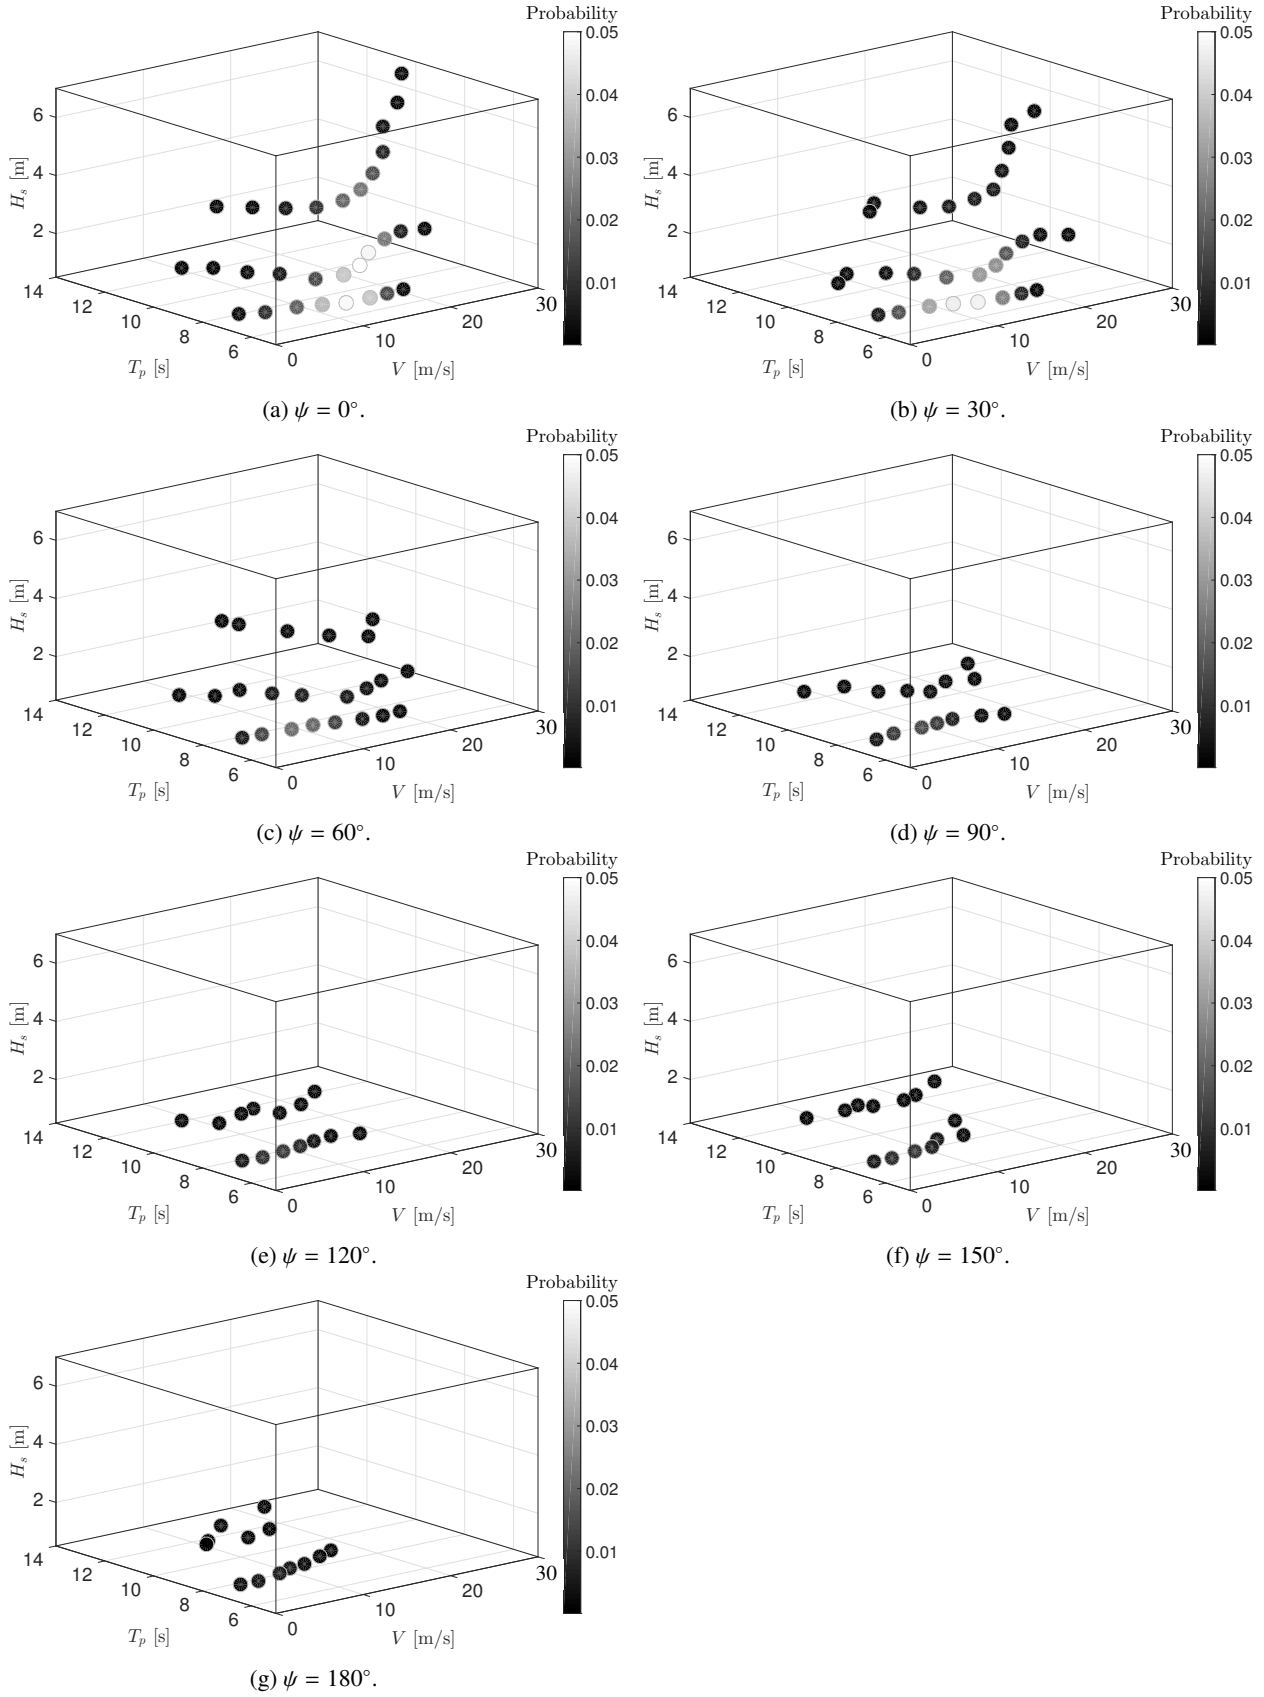 Probability Probability
0.05 0.05
6 6
0.04 0.04
4 0.03 4 0.03
H_s [m] H_s [m]
2 0.02 2 0.02
14 30 0.01 14 30 0.01
12 12
10 20 10 20
8 10 8 10
6 0 6 0
T_p [s] V [m/s] T_p [s] V [m/s]
(a) ψ = 0°. (b) ψ = 30°.
Probability Probability
0.05 0.05
6 6
0.04 0.04
4 0.03 4 0.03
H_s [m] H_s [m]
2 0.02 2 0.02
14 30 0.01 14 30 0.01
12 12
10 20 10 20
8 10 8 10
6 0 6 0
T_p [s] V [m/s] T_p [s] V [m/s]
(c) ψ = 60°. (d) ψ = 90°.
Probability Probability
0.05 0.05
6 6
0.04 0.04
4 0.03 4 0.03
H_s [m] H_s [m]
2 0.02 2 0.02
14 30 0.01 14 30 0.01
12 12
10 20 10 20
8 10 8 10
6 0 6 0
T_p [s] V [m/s] T_p [s] V [m/s]
(e) ψ = 120°. (f) ψ = 150°.
Probability
0.05
6
0.04
4 0.03
H_s [m]
2 0.02
14 30 0.01
12
10 20
8 10
6 0
T_p [s] V [m/s]
(g) ψ = 180°.